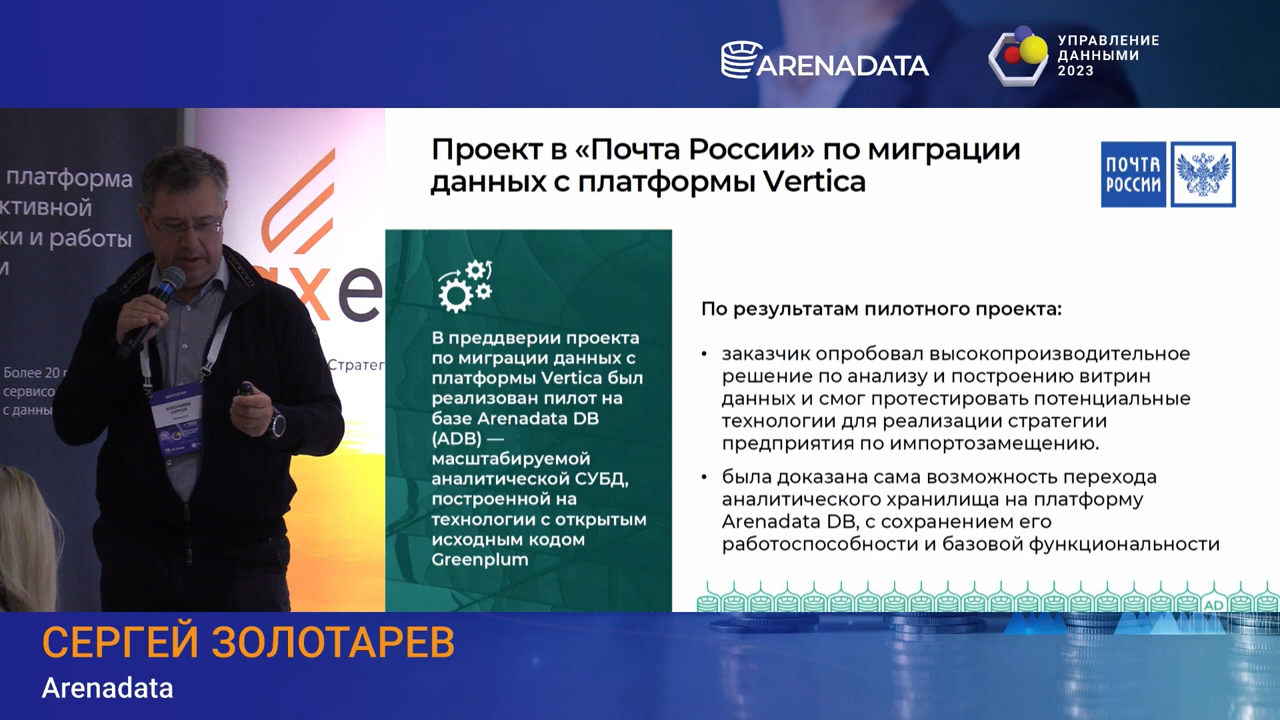 ARENADATA
УПРАВЛЕНИЕ
ДАННЫМИ
2023
платформа
ктивной
ки и работы
и
Более 20
сервисо
с данны
axe
Стратег
ЗОЛОТАРЕВ
СЕРГЕЙ
Проект в «Почта России» по миграции
данных с платформы Vertica
ПОЧТА
РОССИИ
В преддверии проекта
по миграции данных с
платформы Vertica был
реализован пилот на
базе Arenadata DB
(ADB) —
масштабируемой
аналитической СУБД,
построенной на
технологии с открытым
исходным кодом
Greenplum
По результатам пилотного проекта:
• заказчик опробовал высокопроизводительное
решение по анализу и построению витрин
данных и смог протестировать потенциальные
технологии для реализации стратегии
предприятия по импортозамещению.
• была доказана сама возможность перехода
аналитического хранилища на платформу
Arenadata DB, с сохранением его
работоспособности и базовой функциональности
AD
СЕРГЕЙ ЗОЛОТАРЕВ
Arenadata